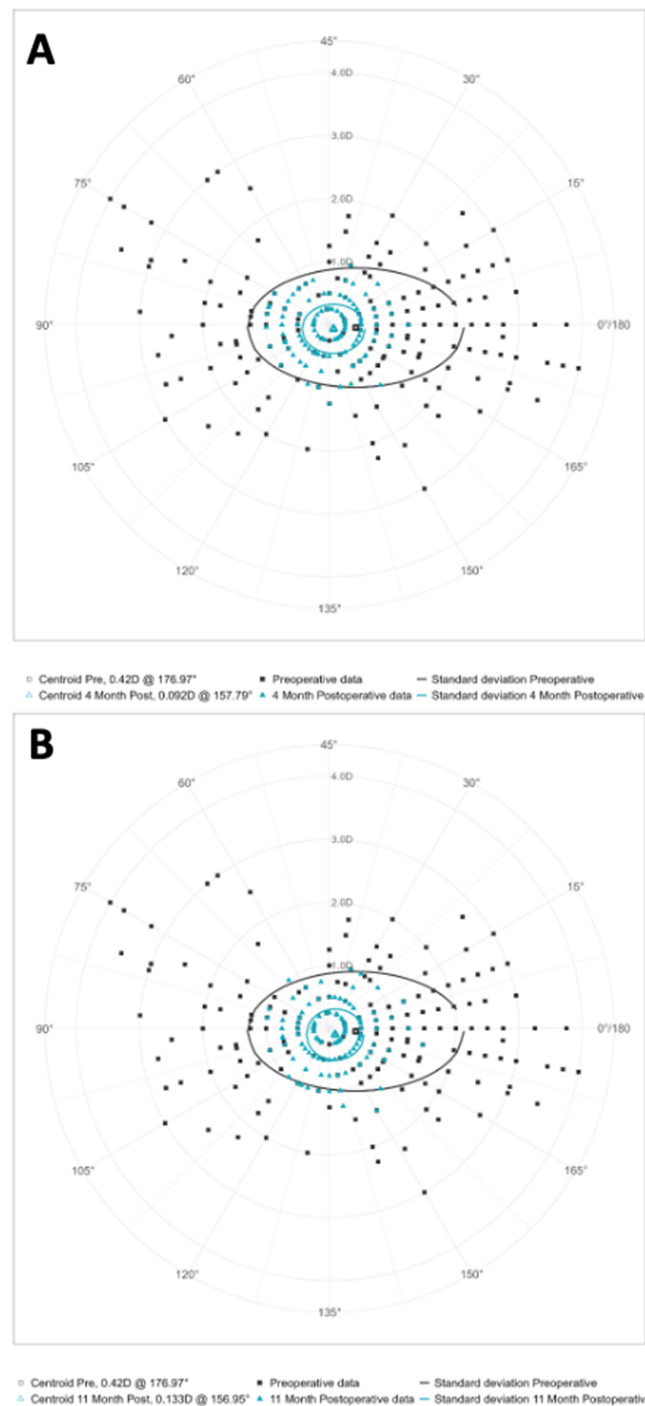 A
45°
60°
4.0D
30°
3.0D
75°
2.0D
15°
1.0D
90°
0°/180
105°
165°
120°
150°
135°
Centroid Pre, 0.42D @ 176.97° Preoperative data Standard deviation Preoperative
Centroid 4 Month Post, 0.092D @ 157.79° 4 Month Postoperative data Standard deviation 4 Month Postoperative
B
45°
60°
4.0D
30°
3.0D
75°
2.0D
15°
1.0D
90°
0°/180
105°
165°
120°
150°
135°
Centroid Pre, 0.42D @ 176.97° Preoperative data Standard deviation Preoperative
Centroid 11 Month Post, 0.133D @ 156.95° 11 Month Postoperative data Standard deviation 11 Month Postoperativ